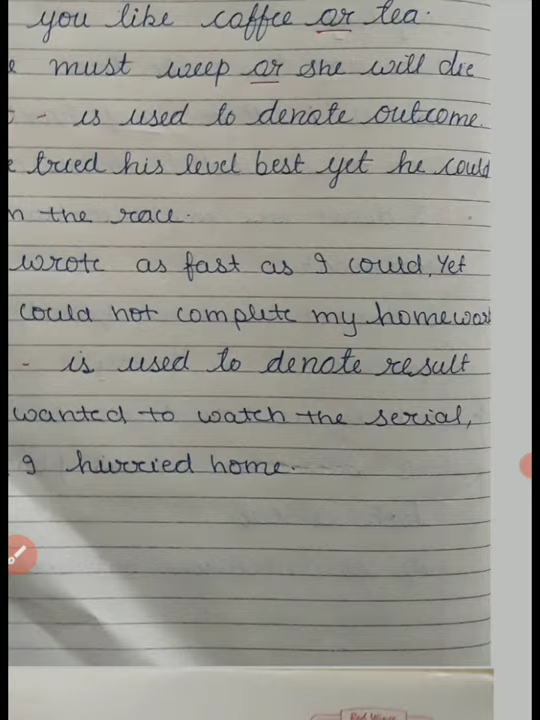 you like coffee or tea.
must weep or she will die
- is used to denote outcome.
tried his level best yet he could
the race.
wrote as fast as I could, Yet
could not complete my homewor
- is used to denote result
wanted to watch the serial,
I hurried home.